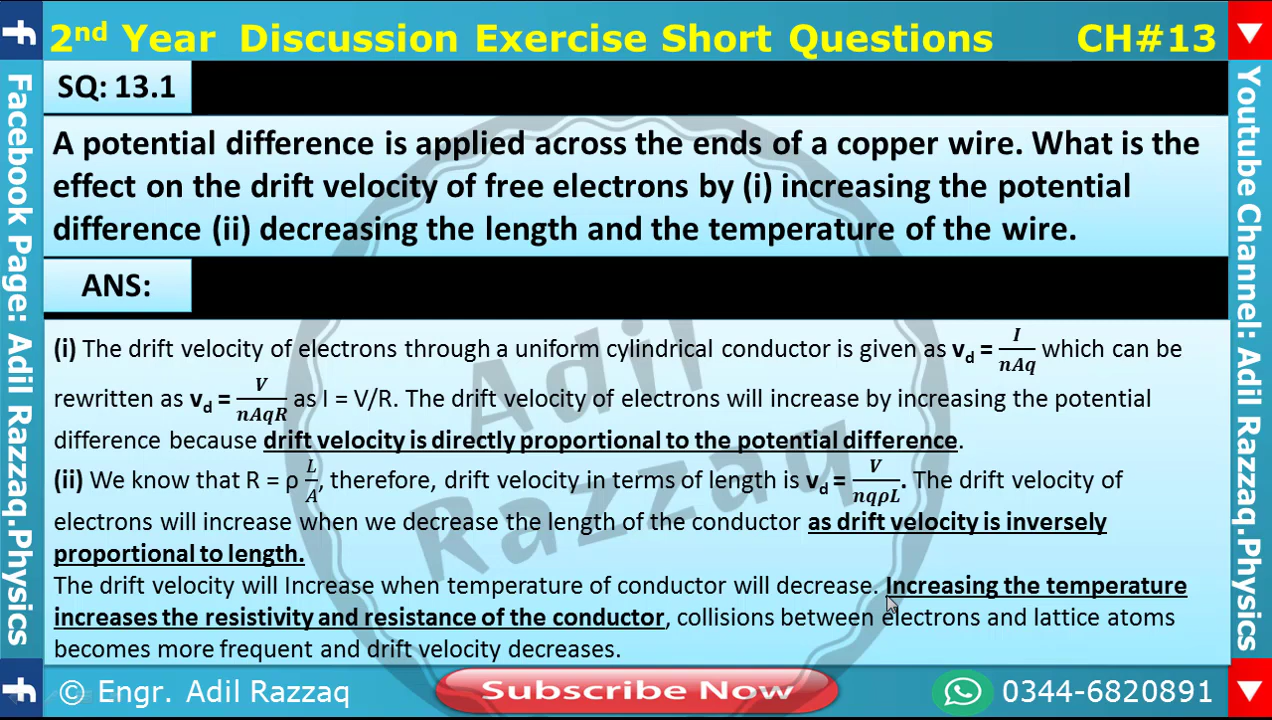 2nd Year Discussion Exercise Short Questions CH#13
SQ: 13.1
A potential difference is applied across the ends of a copper wire. What is the
effect on the drift velocity of free electrons by (i) increasing the potential
difference (ii) decreasing the length and the temperature of the wire.
ANS:
(i) The drift velocity of electrons through a uniform cylindrical conductor is given as vd = I/nAq which can be
rewritten as vd = V/nAqR as I = V/R. The drift velocity of electrons will increase by increasing the potential
difference because drift velocity is directly proportional to the potential difference.
(ii) We know that R = ρ L/A, therefore, drift velocity in terms of length is vd = V/nqρL. The drift velocity of
electrons will increase when we decrease the length of the conductor as drift velocity is inversely
proportional to length.
The drift velocity will Increase when temperature of conductor will decrease. Increasing the temperature
increases the resistivity and resistance of the conductor, collisions between electrons and lattice atoms
becomes more frequent and drift velocity decreases.
Adil
Razzaq
f
Facebook Page: Adil Razzaq.Physics
f
Youtube Channel: Adil Razzaq.Physics
© Engr. Adil Razzaq
Subscribe Now
0344-6820891